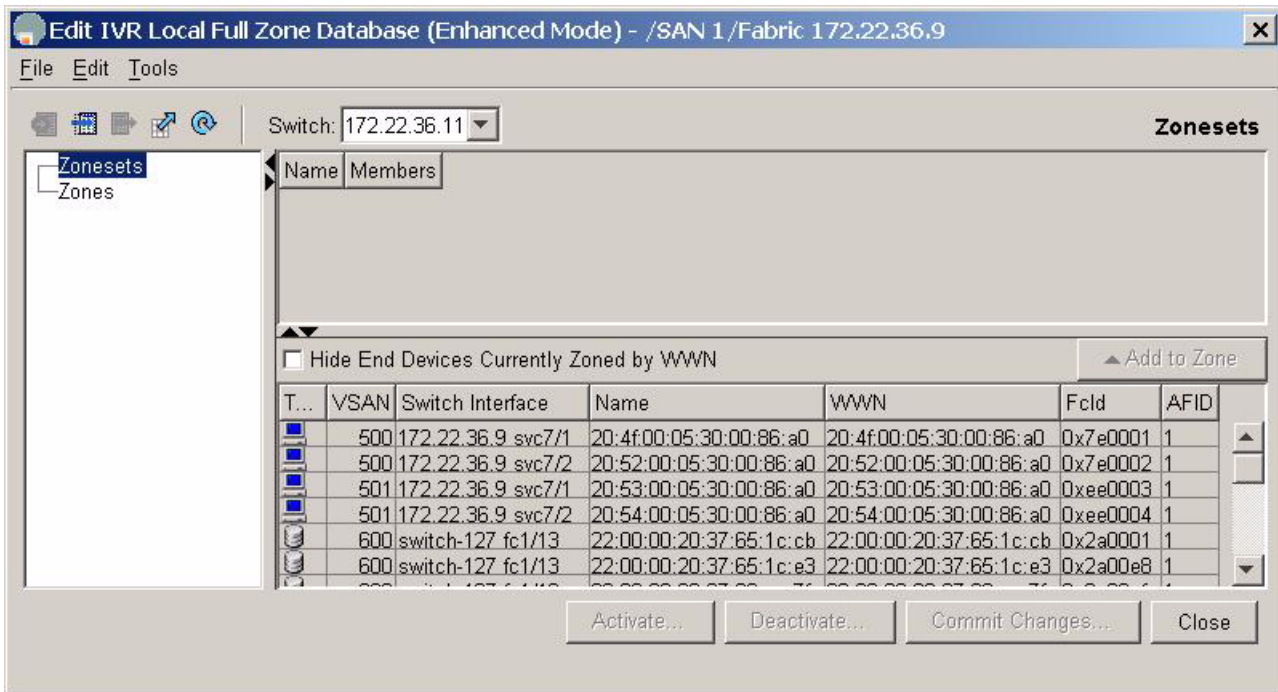 Edit IVR Local Full Zone Database (Enhanced Mode) - /SAN 1/Fabric 172.22.36.9
File Edit Tools
Switch: 172.22.36.11 Zonesets
Zonesets
Zones
Name Members
Hide End Devices Currently Zoned by WWN Add to Zone
T... VSAN Switch Interface Name WWN FcId AFID
500 172.22.36.9 svc7/1 20:4f:00:05:30:00:86:a0 20:4f:00:05:30:00:86:a0 0x7e0001 1
500 172.22.36.9 svc7/2 20:52:00:05:30:00:86:a0 20:52:00:05:30:00:86:a0 0x7e0002 1
501 172.22.36.9 svc7/1 20:53:00:05:30:00:86:a0 20:53:00:05:30:00:86:a0 0xee0003 1
501 172.22.36.9 svc7/2 20:54:00:05:30:00:86:a0 20:54:00:05:30:00:86:a0 0xee0004 1
600 switch-127 fc1/13 22:00:00:20:37:65:1c:cb 22:00:00:20:37:65:1c:cb 0x2a0001 1
600 switch-127 fc1/13 22:00:00:20:37:65:1c:e3 22:00:00:20:37:65:1c:e3 0x2a00e8 1
Activate... Deactivate... Commit Changes... Close